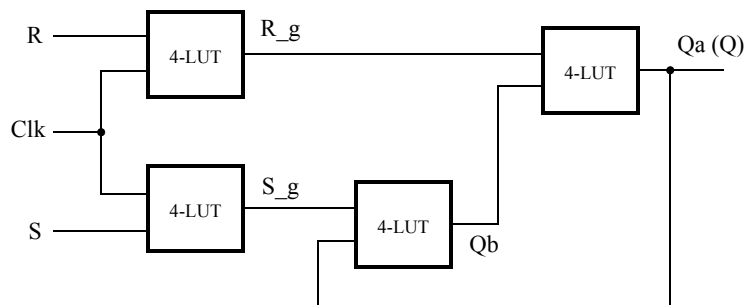 R
4-LUT
R_g
4-LUT
Qa (Q)
Clk
S
4-LUT
S_g
4-LUT
Qb